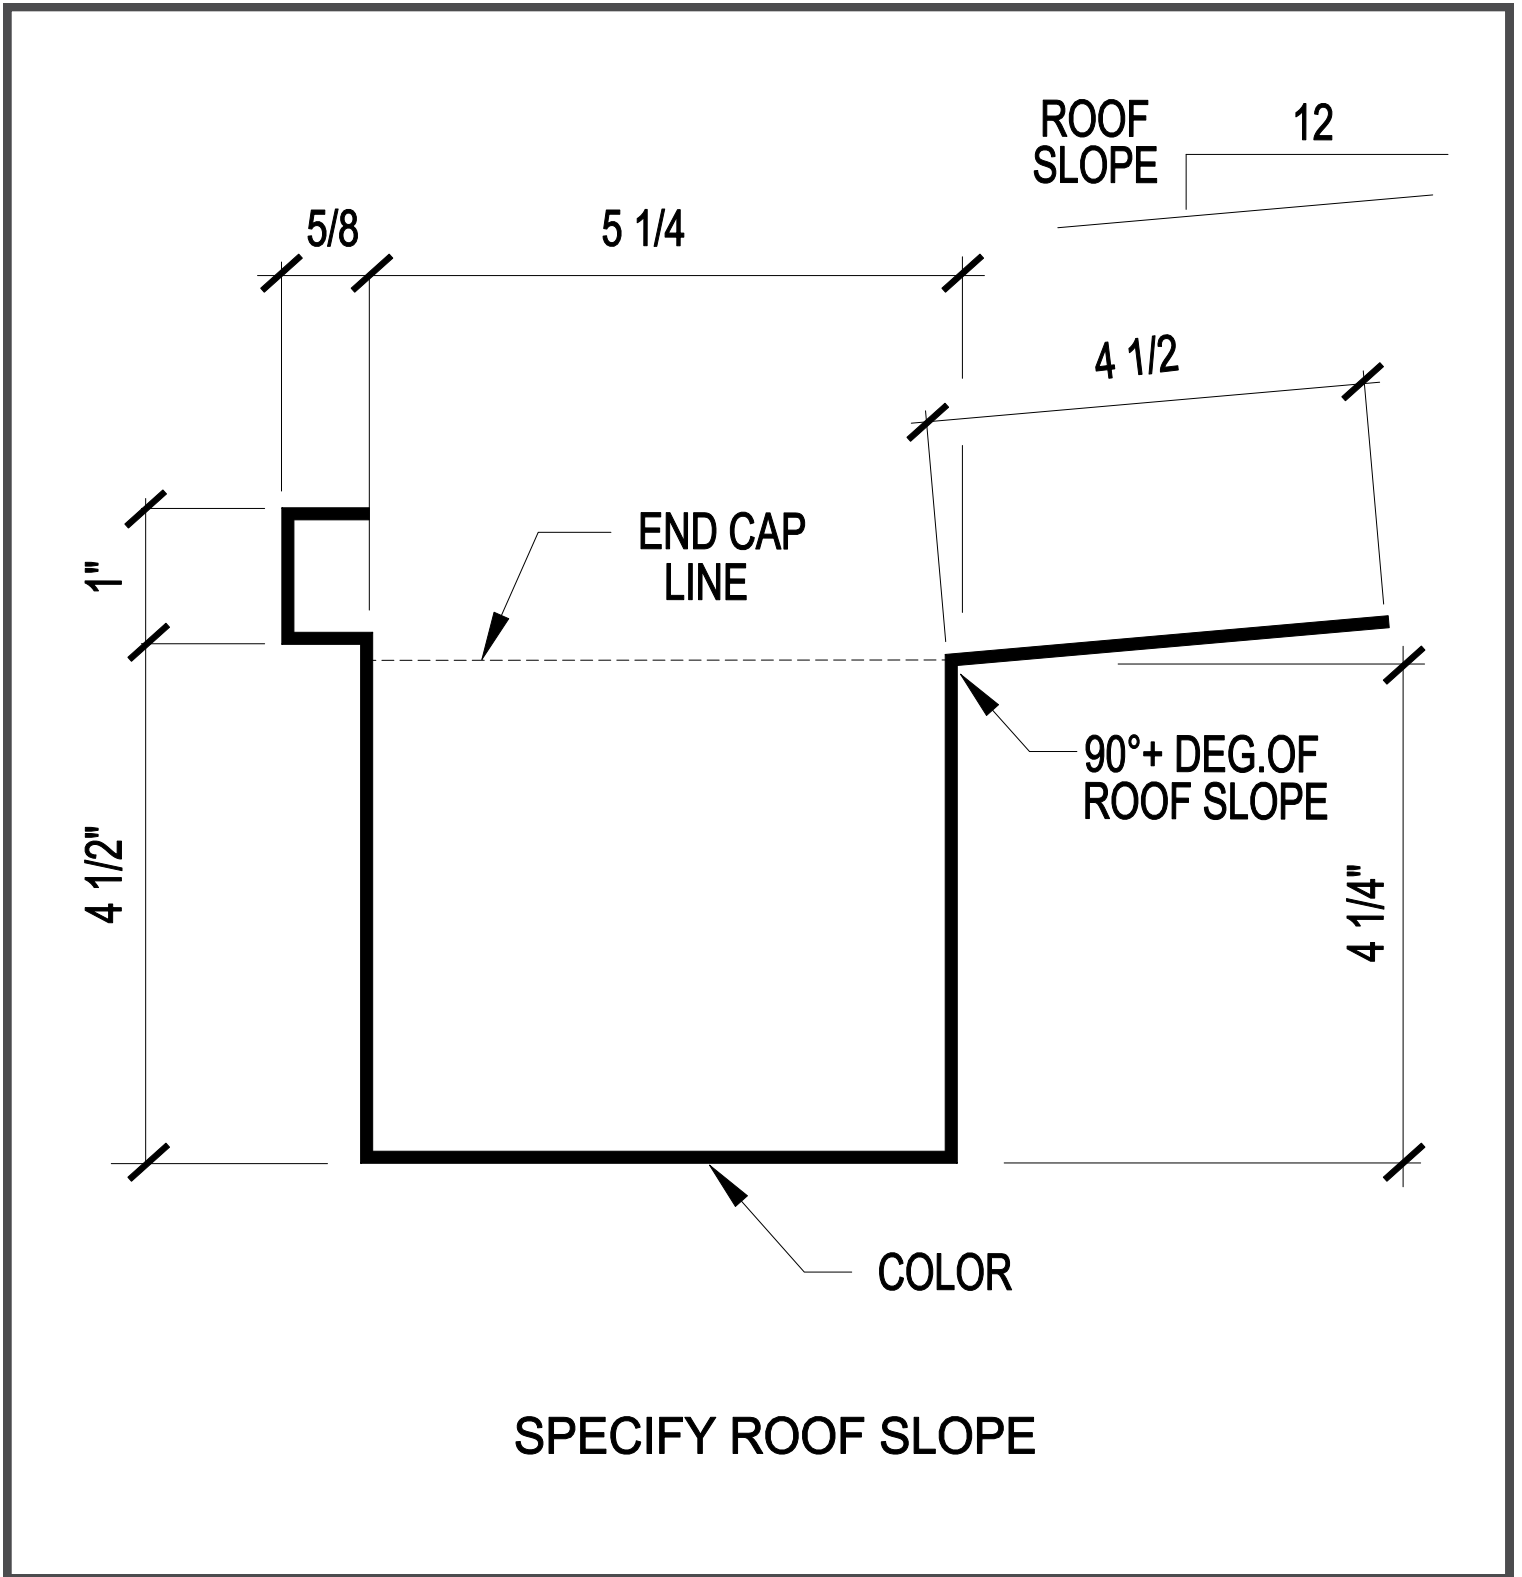 ROOF
SLOPE
12
5/8
5 1/4
4 1/2
END CAP
LINE
1"
90°+ DEG.OF
ROOF SLOPE
4 1/2"
4 1/4"
COLOR
SPECIFY ROOF SLOPE